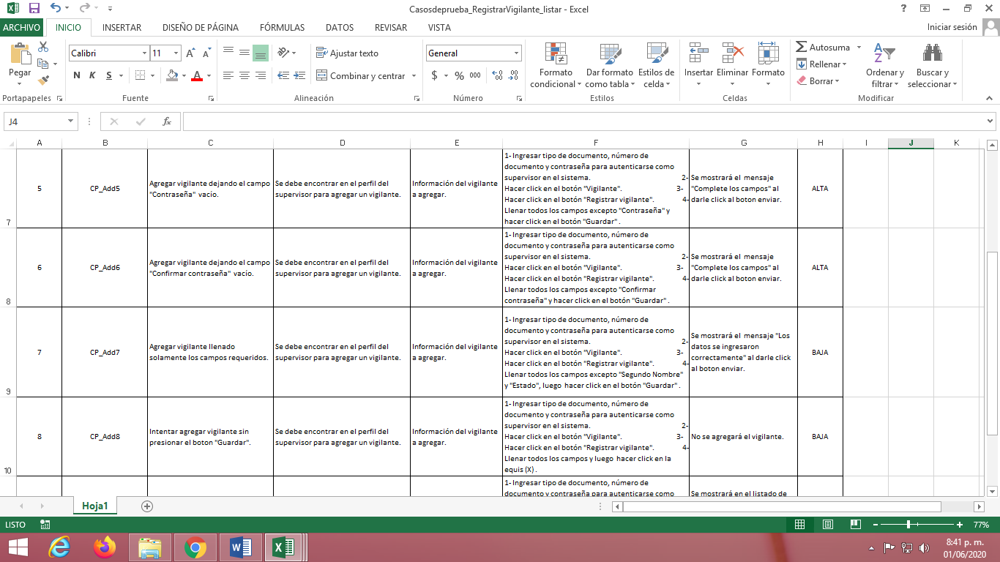 Casosdeprueba_RegistrarVigilante_listar - Excel
?
ARCHIVO INICIO INSERTAR DISEÑO DE PÁGINA FÓRMULAS DATOS REVISAR VISTA Iniciar sesión
Pegar
Calibri 11
N K S A A A
Ajustar texto
Combinar y centrar
General
$ % 000
Formato condicional
Dar formato como tabla
Estilos de celda
Insertar Eliminar Formato
Autosuma
Rellenar
Borrar
Ordenar y filtrar
Buscar y seleccionar
Portapapeles Fuente Alineación Número Estilos Celdas Modificar
J4 fx
A B C D E F G H I J K
7
5
CP_Add5
Agregar vigilante dejando el campo
"Contraseña" vacío.
Se debe encontrar en el perfil del
supervisor para agregar un vigilante.
Información del vigilante
a agregar.
1- Ingresar tipo de documento, número de
documento y contraseña para autenticarse como
supervisor en el sistema. 2-
Hacer click en el botón "Vigilante". 3-
Hacer click en el botón "Registrar vigilante". 4-
Llenar todos los campos excepto "Contraseña" y
hacer click en el botón "Guardar" .
Se mostrará el mensaje
"Complete los campos" al
darle click al boton enviar.
ALTA
8
6
CP_Add6
Agregar vigilante dejando el campo
"Confirmar contraseña" vacío.
Se debe encontrar en el perfil del
supervisor para agregar un vigilante.
Información del vigilante
a agregar.
1- Ingresar tipo de documento, número de
documento y contraseña para autenticarse como
supervisor en el sistema. 2-
Hacer click en el botón "Vigilante". 3-
Hacer click en el botón "Registrar vigilante". 4-
Llenar todos los campos excepto "Confirmar
contraseña" y hacer click en el botón "Guardar" .
Se mostrará el mensaje
"Complete los campos" al
darle click al boton enviar.
ALTA
9
7
CP_Add7
Agregar vigilante llenado
solamente los campos requeridos.
Se debe encontrar en el perfil del
supervisor para agregar un vigilante.
Información del vigilante
a agregar.
1- Ingresar tipo de documento, número de
documento y contraseña para autenticarse como
supervisor en el sistema. 2-
Hacer click en el botón "Vigilante". 3-
Hacer click en el botón "Registrar vigilante". 4-
Llenar todos los campos excepto "Segundo Nombre"
y "Estado", luego hacer click en el botón "Guardar" .
Se mostrará el mensaje "Los
datos se ingresaron
correctamente" al darle click
al boton enviar.
BAJA
10
8
CP_Add8
Intentar agregar vigilante sin
presionar el boton "Guardar".
Se debe encontrar en el perfil del
supervisor para agregar un vigilante.
Información del vigilante
a agregar.
1- Ingresar tipo de documento, número de
documento y contraseña para autenticarse como
supervisor en el sistema. 2-
Hacer click en el botón "Vigilante". 3-
Hacer click en el botón "Registrar vigilante". 4-
Llenar todos los campos y luego hacer click en la
equis (X) .
No se agregará el vigilante.
BAJA
1- Ingresar tipo de documento, número de
documento y contraseña para autenticarse como
Se mostrará en el listado de
Hoja1
LISTO
77%
8:41 p. m.
01/06/2020